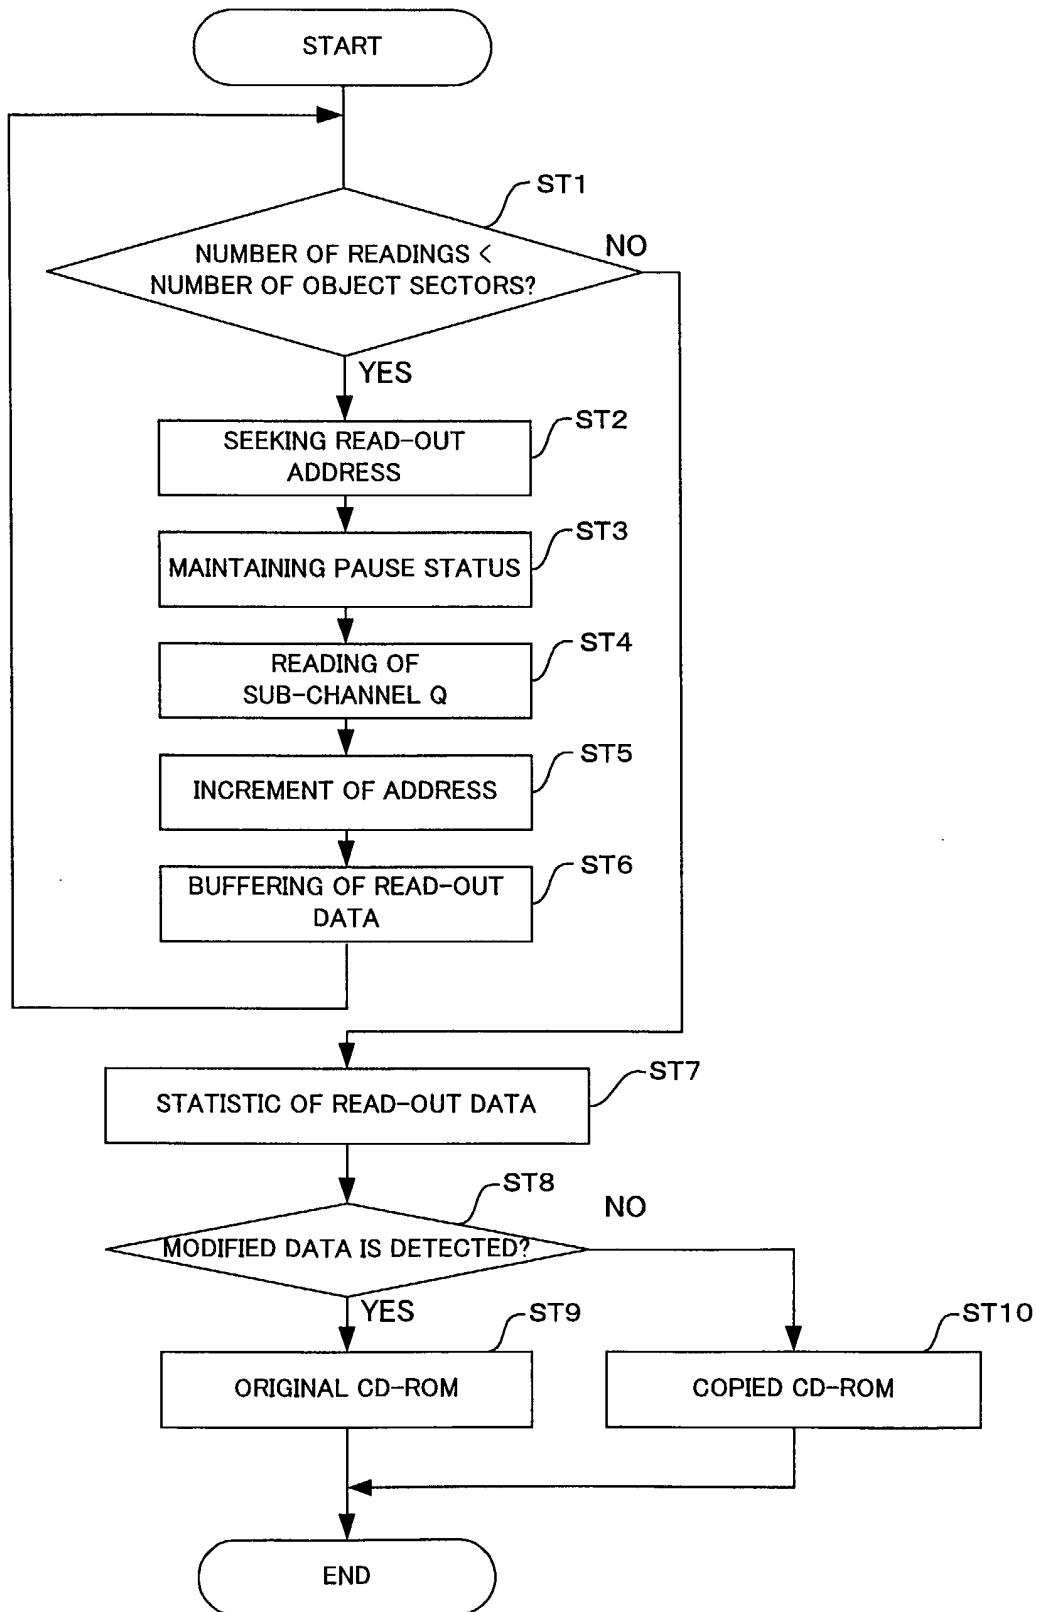 START
ST1
NUMBER OF READINGS <
NUMBER OF OBJECT SECTORS?
NO
YES
ST2
SEEKING READ-OUT
ADDRESS
ST3
MAINTAINING PAUSE STATUS
ST4
READING OF
SUB-CHANNEL Q
ST5
INCREMENT OF ADDRESS
ST6
BUFFERING OF READ-OUT
DATA
ST7
STATISTIC OF READ-OUT DATA
ST8
NO
MODIFIED DATA IS DETECTED?
YES
ST9
ST10
ORIGINAL CD-ROM
COPIED CD-ROM
END